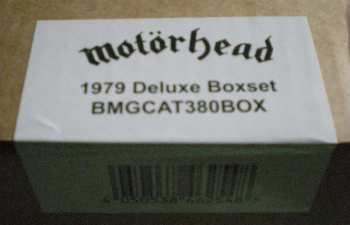 motörhead
1979 Deluxe Boxset
BMGCAT380BOX